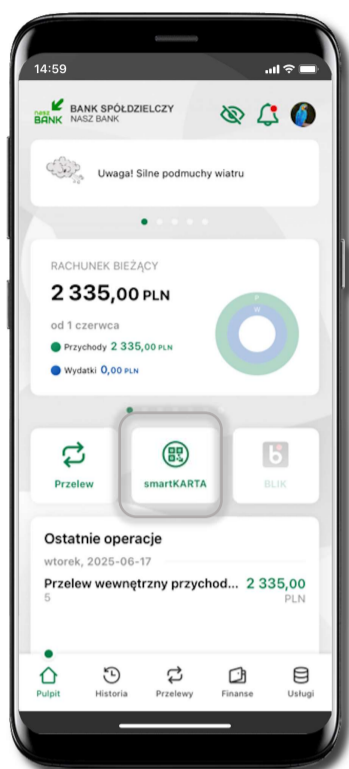 14:59
nasz
BANK
BANK SPÓŁDZIELCZY
NASZ BANK
Uwaga! Silne podmuchy wiatru
RACHUNEK BIEŻĄCY
2 335,00 PLN
od 1 czerwca
Przychody 2 335,00 PLN
Wydatki 0,00 PLN
P
W
Przelew
smartKARTA
BLIK
Ostatnie operacje
wtorek, 2025-06-17
Przelew wewnętrzny przychod... 2 335,00
5 PLN
Pulpit
Historia
Przelewy
Finanse
Usługi